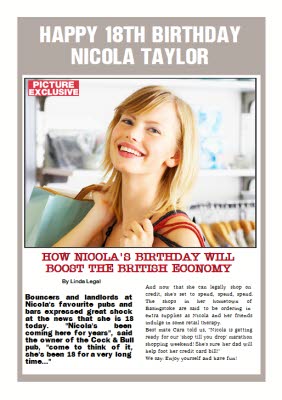 HAPPY 18TH BIRTHDAY
NICOLA TAYLOR
PICTURE
EXCLUSIVE
HOW NICOLA'S BIRTHDAY WILL
BOOST THE BRITISH ECONOMY
By Linda Legal
Bouncers and landlords at
Nicola's favourite pubs and
bars expressed great shock
at the news that she is 18
today. "Nicola's been
coming here for years", said
the owner of the Cock & Bull
pub, "come to think of it,
she's been 18 for a very long
time..."
And now that she can legally shop on
credit, she's set to spend, spend, spend.
The shops in her hometown of
Basingstoke are said to be ordering in
extra supplies as Nicola and her friends
indulge in some retail therapy.
Best mate Cara told us, "Nicola is getting
ready for our 'shop till you drop' marathon
shopping weekend! She's sure her dad will
help foot her credit card bill!"
We say: Enjoy yourself and have fun!